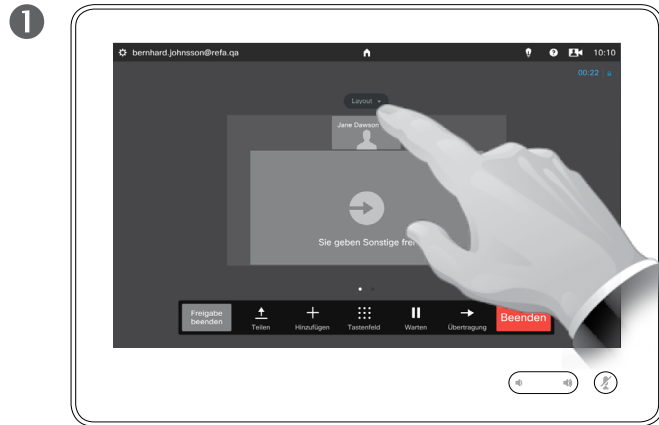 1
bernhard.johnsson@refa.qa
10:10
00:22
Layout
Jane Dawson
Sie geben Sonstige frei
Freigabe
beenden
Teilen
Hinzufügen
Tastenfeld
Warten
Übertragung
Beenden